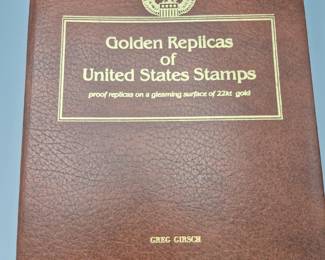 Golden Replicas
of
United States Stamps
proof replicas on a gleaming surface of 22kt gold
GREG GIRSCH